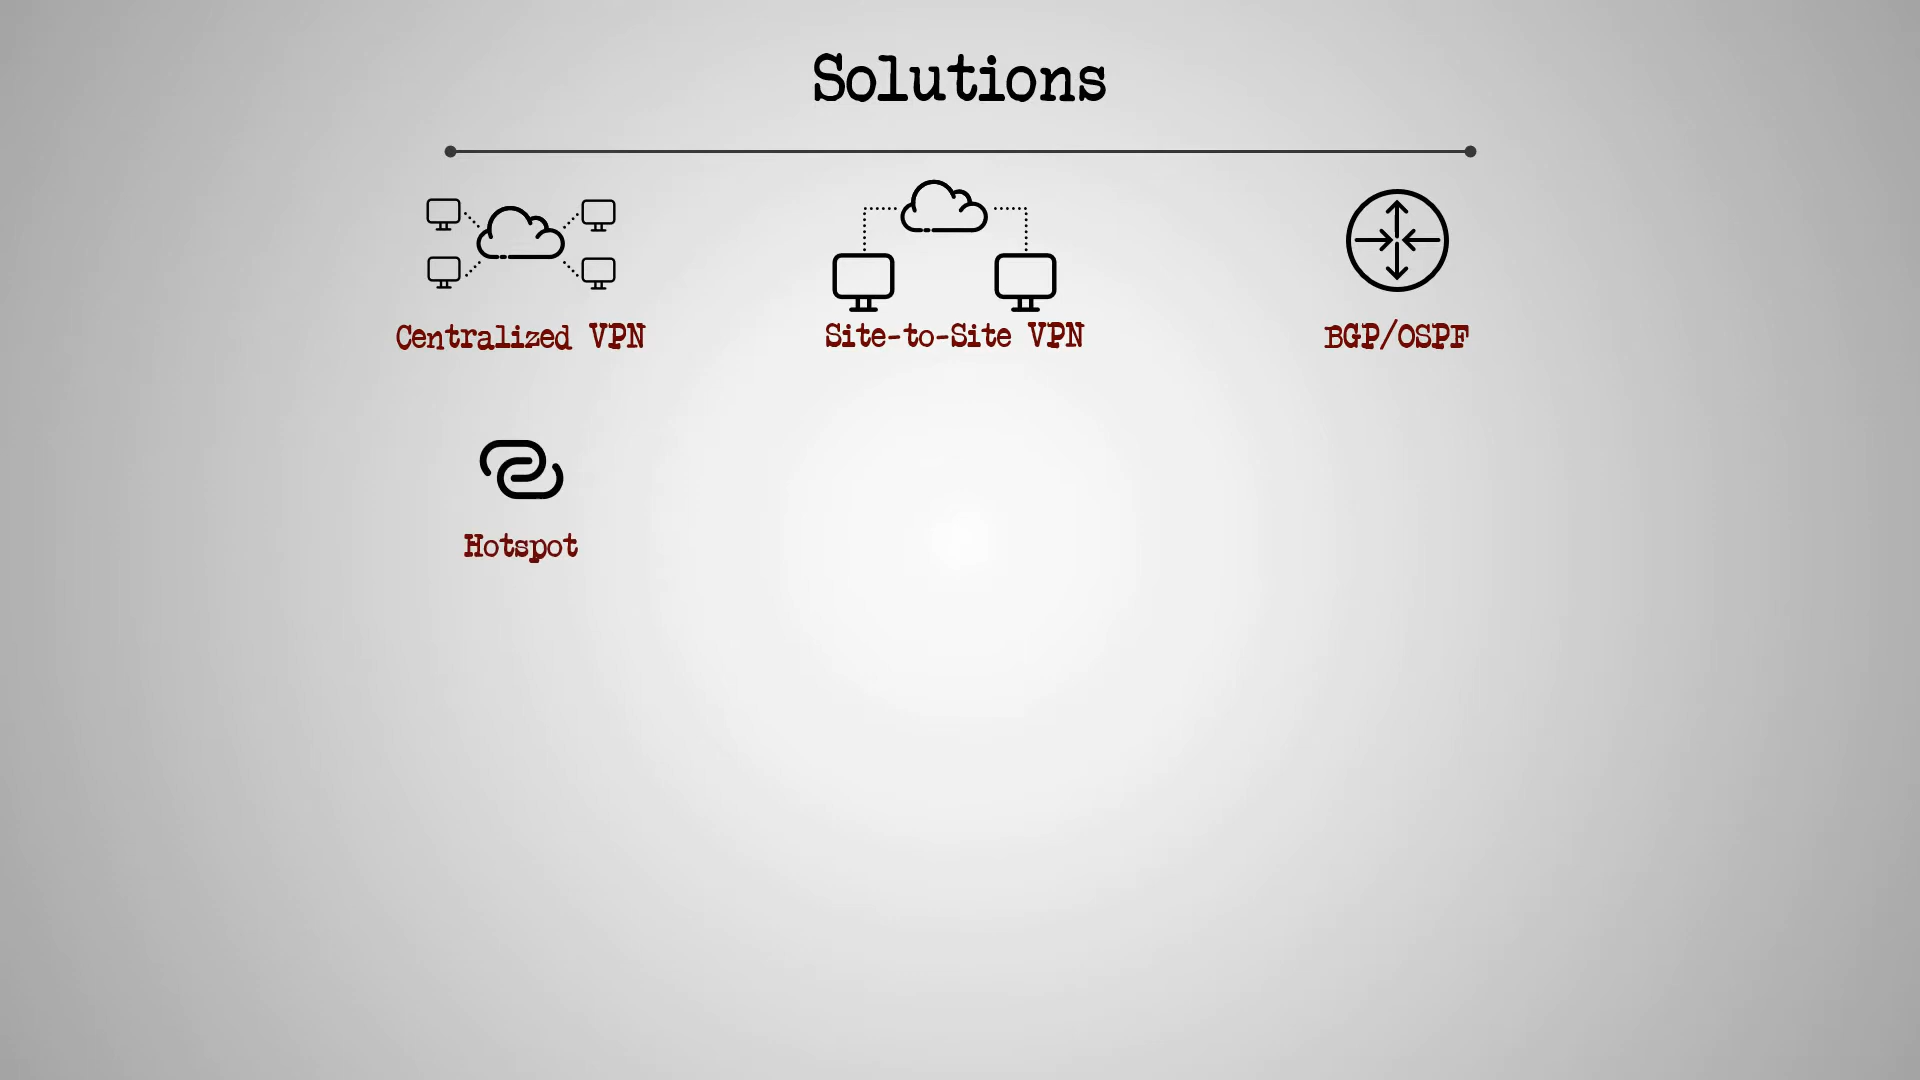 Solutions
Centralized VPN
Site-to-Site VPN
BGP/OSPF
Hotspot